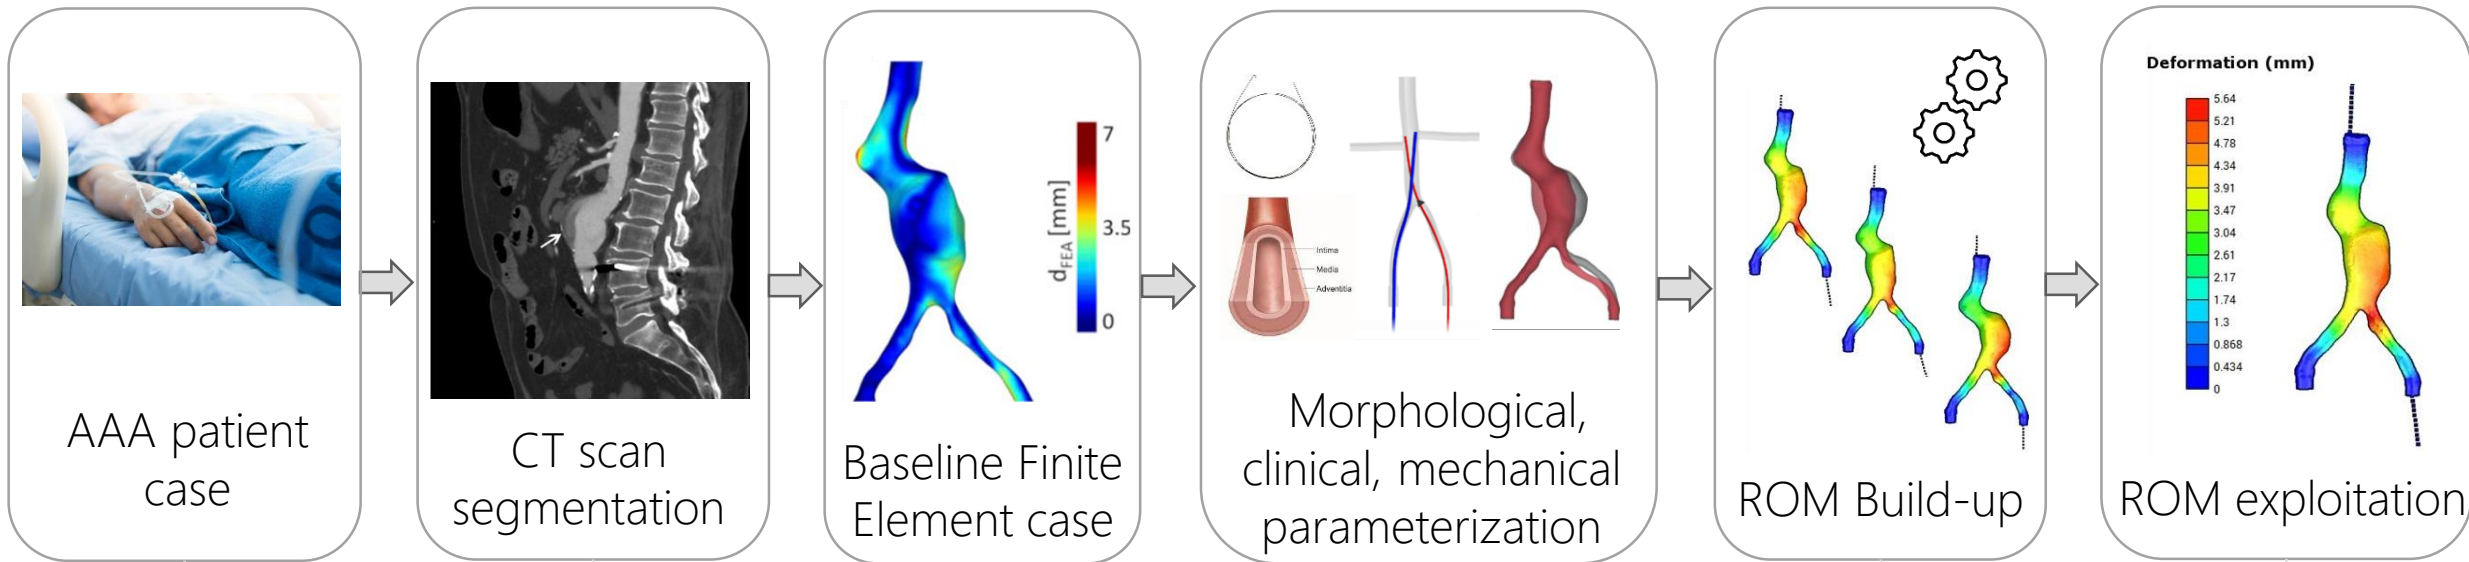 AAA patient
case
CT scan
segmentation
d_FEA [mm]
7
3.5
0
Baseline Finite
Element case
Intima
Media
Adventitia
Morphological,
clinical, mechanical
parameterization
ROM Build-up
Deformation (mm)
5.64
5.21
4.78
4.34
3.91
3.47
3.04
2.61
2.17
1.74
1.3
0.868
0.434
0
ROM exploitation